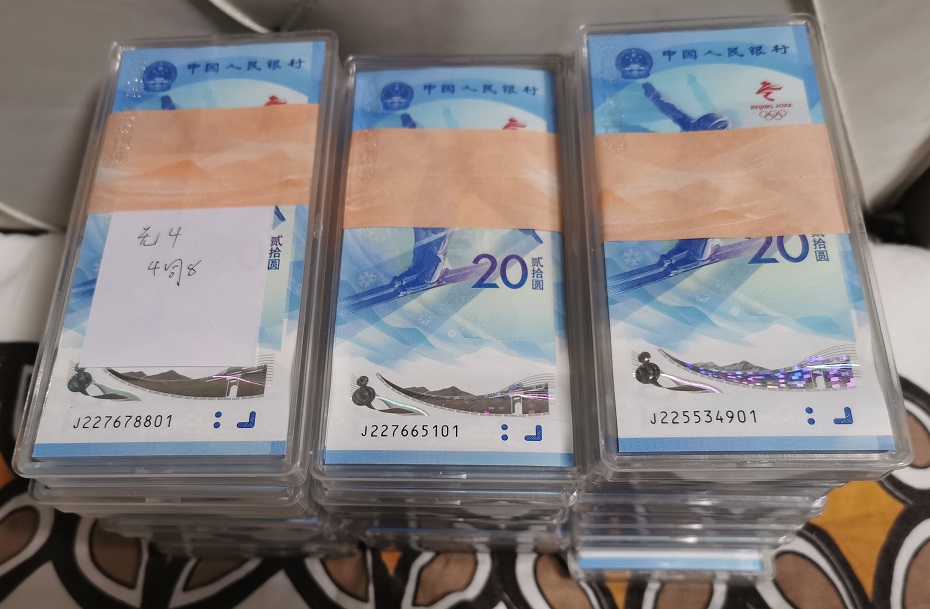 中国人民银行
无4
4同8
贰拾圆
J227678801
中国人民银行
20
贰拾圆
J227665101
中国人民银行
BEIJING 2022
20
贰拾圆
J225534901